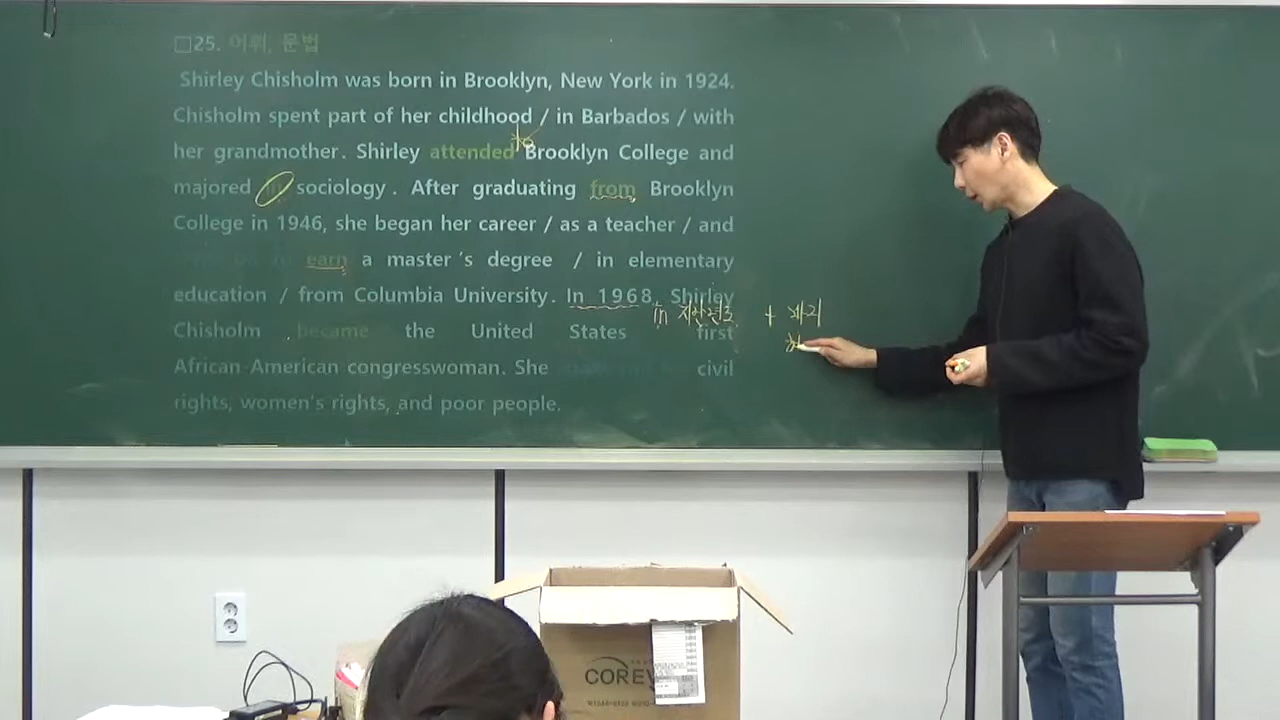 □25. 어휘, 문법
Shirley Chisholm was born in Brooklyn, New York in 1924.
Chisholm spent part of her childhood / in Barbados / with
her grandmother. Shirley attended Brooklyn College and
majored in sociology. After graduating from Brooklyn
College in 1946, she began her career / as a teacher / and
earn a master's degree / in elementary
education / from Columbia University. In 1968, Shirley
in 지난년도 + 과거
Chisholm became the United States first
African-American congresswoman. She civil
rights, women's rights, and poor people.
COREX